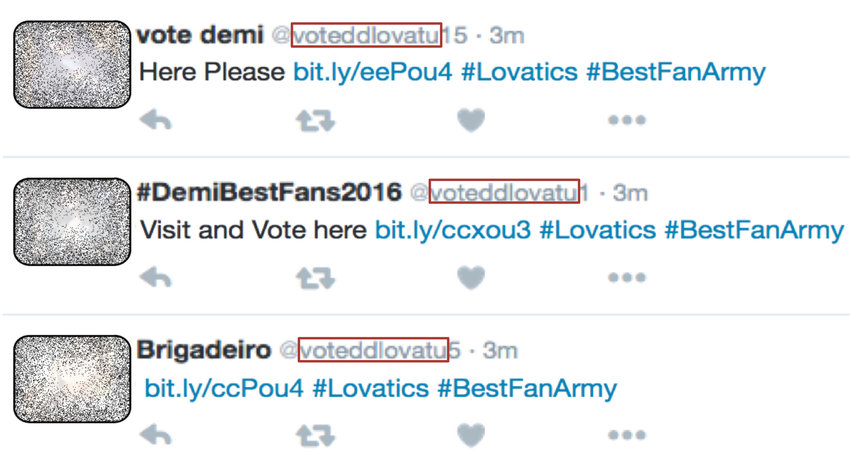 vote demi @voteddlovatu15 · 3m
Here Please bit.ly/eePou4 #Lovatics #BestFanArmy
#DemiBestFans2016 @voteddlovatu1 · 3m
Visit and Vote here bit.ly/ccxou3 #Lovatics #BestFanArmy
Brigadeiro @voteddlovatu5 · 3m
bit.ly/ccPou4 #Lovatics #BestFanArmy